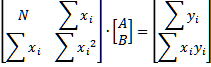 [N ∑xᵢ] · [A] = [∑yᵢ]
[∑xᵢ ∑xᵢ²] [B] [∑xᵢyᵢ]